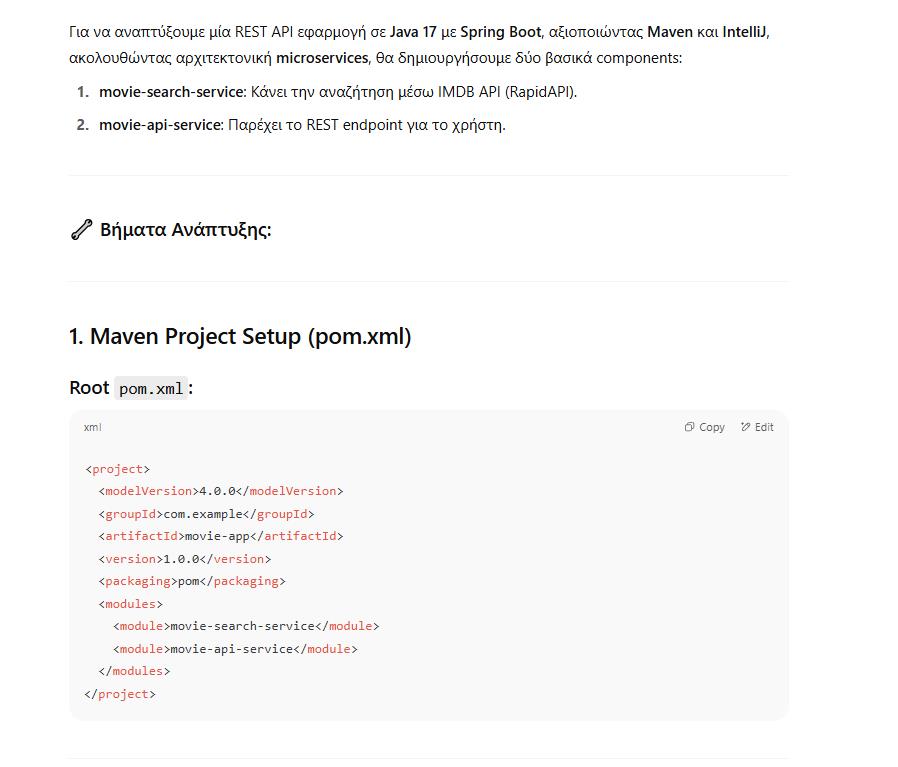 Για να αναπτύξουμε μία REST API εφαρμογή σε Java 17 με Spring Boot, αξιοποιώντας Maven και IntelliJ,
ακολουθώντας αρχιτεκτονική microservices, θα δημιουργήσουμε δύο βασικά components:
1. movie-search-service: Κάνει την αναζήτηση μέσω IMDB API (RapidAPI).
2. movie-api-service: Παρέχει το REST endpoint για το χρήστη.
Βήματα Ανάπτυξης:
1. Maven Project Setup (pom.xml)
Root pom.xml:
xml Copy Edit
<project>
  <modelVersion>4.0.0</modelVersion>
  <groupId>com.example</groupId>
  <artifactId>movie-app</artifactId>
  <version>1.0.0</version>
  <packaging>pom</packaging>
  <modules>
    <module>movie-search-service</module>
    <module>movie-api-service</module>
  </modules>
</project>